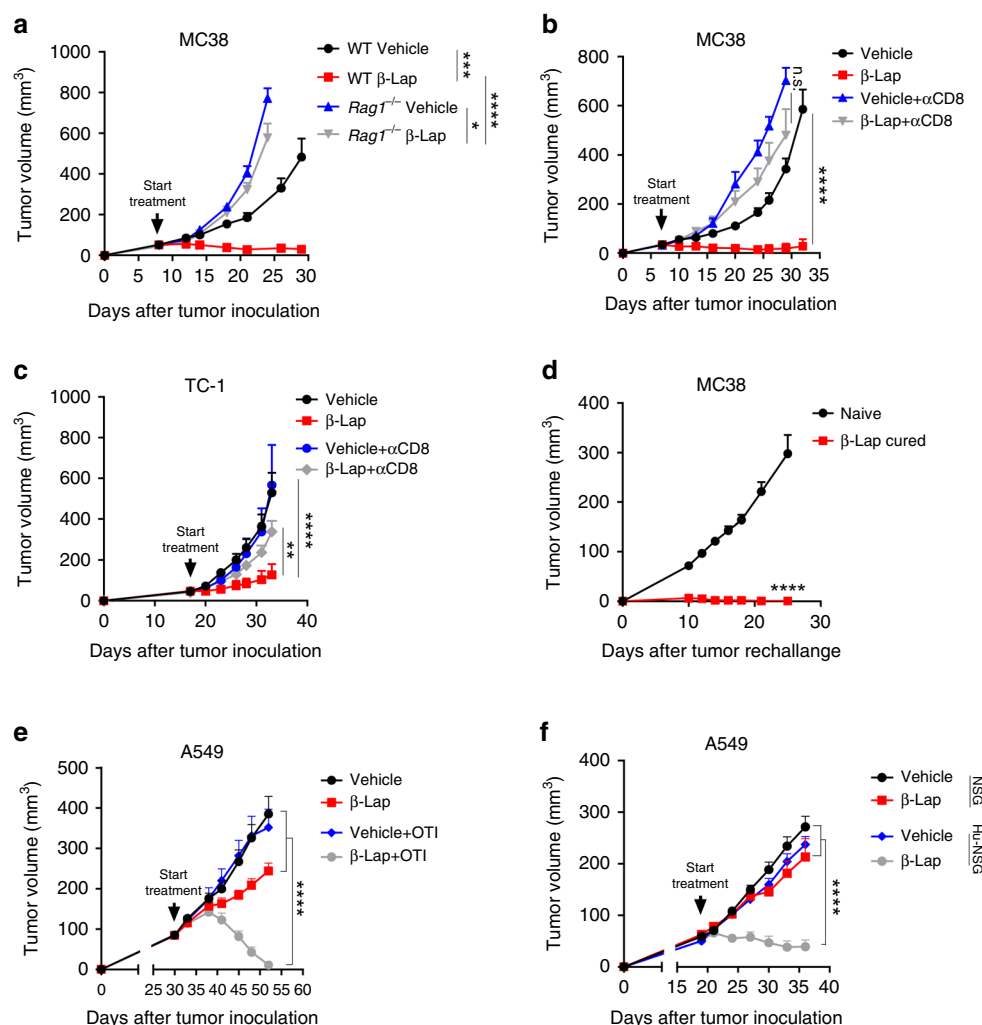 a
MC38
Tumor volume (mm³)
1000
800
600
400
200
0
Start
treatment
0 5 10 15 20 25 30
Days after tumor inoculation
WT Vehicle
WT β-Lap
Rag1⁻/⁻ Vehicle
Rag1⁻/⁻ β-Lap
***
****
*
b
MC38
Tumor volume (mm³)
800
600
400
200
0
Start
treatment
0 5 10 15 20 25 30 35
Days after tumor inoculation
Vehicle
β-Lap
Vehicle+αCD8
β-Lap+αCD8
n.s.
****
c
TC-1
Tumor volume (mm³)
1000
800
600
400
200
0
Start
treatment
0 10 20 30 40
Days after tumor inoculation
Vehicle
β-Lap
Vehicle+αCD8
β-Lap+αCD8
**
****
d
MC38
Tumor volume (mm³)
400
300
200
100
0
0 10 20 30
Days after tumor rechallange
Naive
β-Lap cured
****
e
A549
Tumor volume (mm³)
500
400
300
200
100
0
Start
treatment
0 25 30 35 40 45 50 55 60
Days after tumor inoculation
Vehicle
β-Lap
Vehicle+OTI
β-Lap+OTI
****
f
A549
Tumor volume (mm³)
400
300
200
100
0
Start
treatment
0 15 20 25 30 35 40
Days after tumor inoculation
Vehicle
β-Lap
NSG
Vehicle
β-Lap
Hu-NSG
****